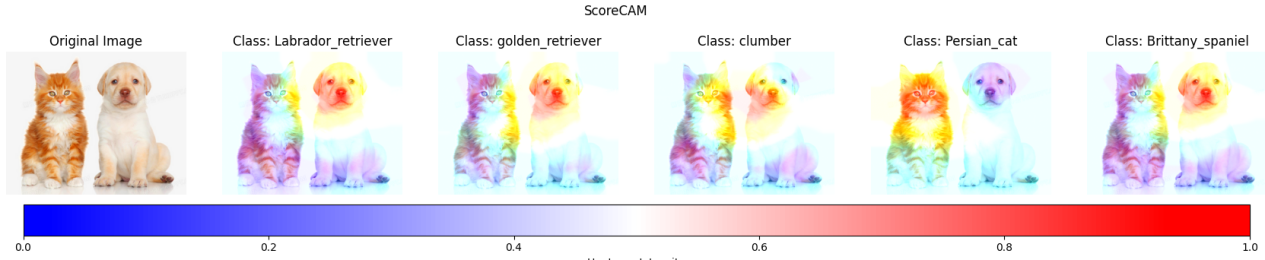 ScoreCAM
Original Image
Class: Labrador_retriever
Class: golden_retriever
Class: clumber
Class: Persian_cat
Class: Brittany_spaniel
0.0
0.2
0.4
0.6
0.8
1.0